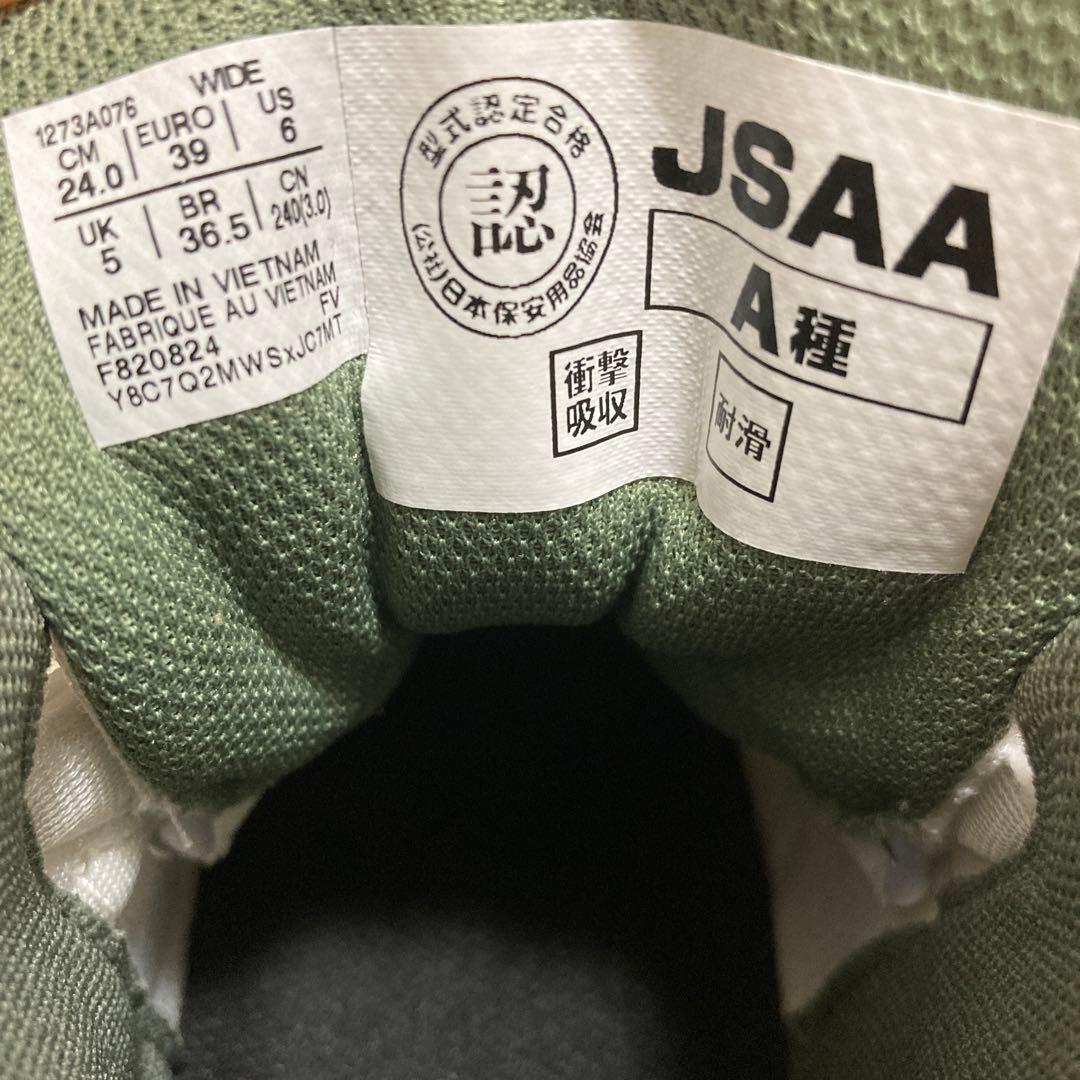 1273A076 WIDE
CM EURO US
24.0 39 6
UK BR CN
5 36.5 240(3.0)
MADE IN VIETNAM
FABRIQUE AU VIETNAM
F820824 FV
Y8C7Q2MWSxJC7MT
型式認定合格
認
(公社)日本保安用品協会
JSAA
A種
衝撃
吸収
耐滑